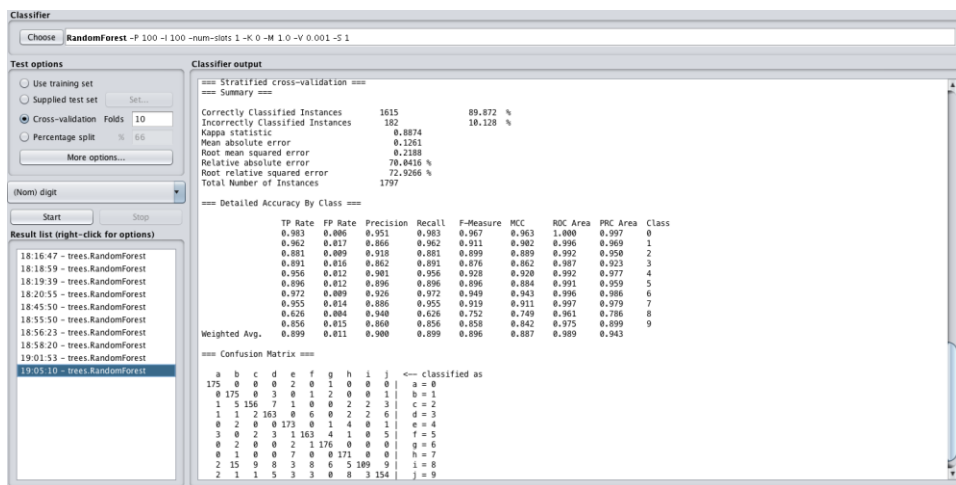 Classifier
Choose RandomForest -P 100 -I 100 -num-slots 1 -K 0 -M 1.0 -V 0.001 -S 1
Test options
Use training set
Supplied test set Set...
Cross-validation Folds 10
Percentage split % 66
More options...
(Nom) digit
Start Stop
Result list (right-click for options)
18:16:47 - trees.RandomForest
18:18:59 - trees.RandomForest
18:19:39 - trees.RandomForest
18:20:55 - trees.RandomForest
18:45:50 - trees.RandomForest
18:55:50 - trees.RandomForest
18:56:23 - trees.RandomForest
18:58:20 - trees.RandomForest
19:01:53 - trees.RandomForest
19:05:10 - trees.RandomForest
Classifier output
=== Stratified cross-validation ===
=== Summary ===
Correctly Classified Instances 1615 89.872 %
Incorrectly Classified Instances 182 10.128 %
Kappa statistic 0.8874
Mean absolute error 0.1261
Root mean squared error 0.2188
Relative absolute error 70.0416 %
Root relative squared error 72.9266 %
Total Number of Instances 1797
=== Detailed Accuracy By Class ===
TP Rate FP Rate Precision Recall F-Measure MCC ROC Area PRC Area Class
0.983 0.006 0.951 0.983 0.967 0.963 1.000 0.997 0
0.962 0.017 0.866 0.962 0.911 0.902 0.996 0.969 1
0.881 0.009 0.918 0.881 0.899 0.889 0.992 0.950 2
0.891 0.016 0.862 0.891 0.876 0.862 0.987 0.923 3
0.956 0.012 0.901 0.956 0.928 0.920 0.992 0.977 4
0.896 0.012 0.896 0.896 0.896 0.884 0.991 0.959 5
0.972 0.009 0.926 0.972 0.949 0.943 0.996 0.986 6
0.955 0.014 0.886 0.955 0.919 0.911 0.997 0.979 7
0.626 0.004 0.940 0.626 0.752 0.749 0.961 0.786 8
0.856 0.015 0.860 0.856 0.858 0.842 0.975 0.899 9
Weighted Avg. 0.899 0.011 0.900 0.899 0.896 0.887 0.989 0.943
=== Confusion Matrix ===
a b c d e f g h i j <-- classified as
175 0 0 0 2 0 1 0 0 0 | a = 0
0 175 0 3 0 1 2 0 0 1 | b = 1
1 5 156 7 1 0 0 2 2 3 | c = 2
1 1 2 163 0 6 0 2 2 6 | d = 3
0 2 0 0 173 0 1 4 0 1 | e = 4
3 0 2 3 1 163 4 1 0 5 | f = 5
0 2 0 0 2 1 176 0 0 0 | g = 6
0 1 0 0 7 0 0 171 0 0 | h = 7
2 15 9 8 3 8 6 5 109 9 | i = 8
2 1 1 5 3 3 0 8 3 154 | j = 9